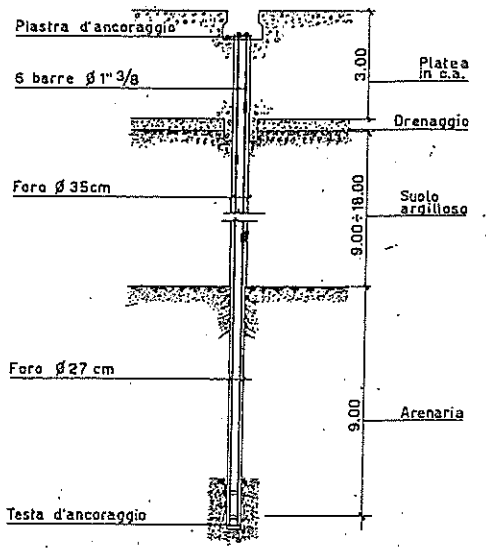 Piastra d'ancoraggio
6 barre Ø 1" 3/8
3.00
Platea
in c.a.
Drenaggio
Foro Ø 35cm
9.00÷18.00
Suolo
argilloso
Foro Ø 27 cm
9.00
Arenaria
Testa d'ancoraggio